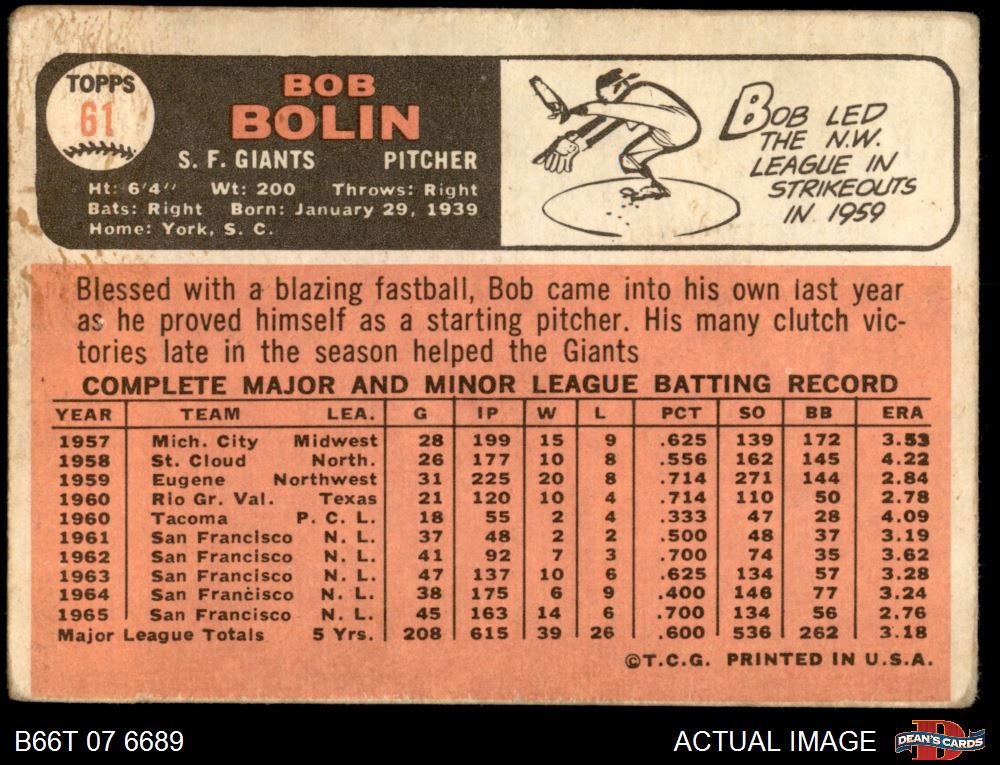 TOPPS
61
BOB
BOLIN
S. F. GIANTS PITCHER
Ht: 6'4" Wt: 200 Throws: Right
Bats: Right Born: January 29, 1939
Home: York, S. C.
BOB LED
THE N.W.
LEAGUE IN
STRIKEOUTS
IN 1959
Blessed with a blazing fastball, Bob came into his own last year
as he proved himself as a starting pitcher. His many clutch vic-
tories late in the season helped the Giants
COMPLETE MAJOR AND MINOR LEAGUE BATTING RECORD
YEAR TEAM LEA. G IP W L PCT SO BB ERA
1957 Mich. City Midwest 28 199 15 9 .625 139 172 3.53
1958 St. Cloud North. 26 177 10 8 .556 162 145 4.22
1959 Eugene Northwest 31 225 20 8 .714 271 144 2.84
1960 Rio Gr. Val. Texas 21 120 10 4 .714 110 50 2.78
1960 Tacoma P. C. L. 18 55 2 4 .333 47 28 4.09
1961 San Francisco N. L. 37 48 2 2 .500 48 37 3.19
1962 San Francisco N. L. 41 92 7 3 .700 74 35 3.62
1963 San Francisco N. L. 47 137 10 6 .625 134 57 3.28
1964 San Francisco N. L. 38 175 6 9 .400 146 77 3.24
1965 San Francisco N. L. 45 163 14 6 .700 134 56 2.76
Major League Totals 5 Yrs. 208 615 39 26 .600 536 262 3.18
©T.C.G. PRINTED IN U.S.A.
B66T 07 6689 ACTUAL IMAGE DEAN'S CARDS